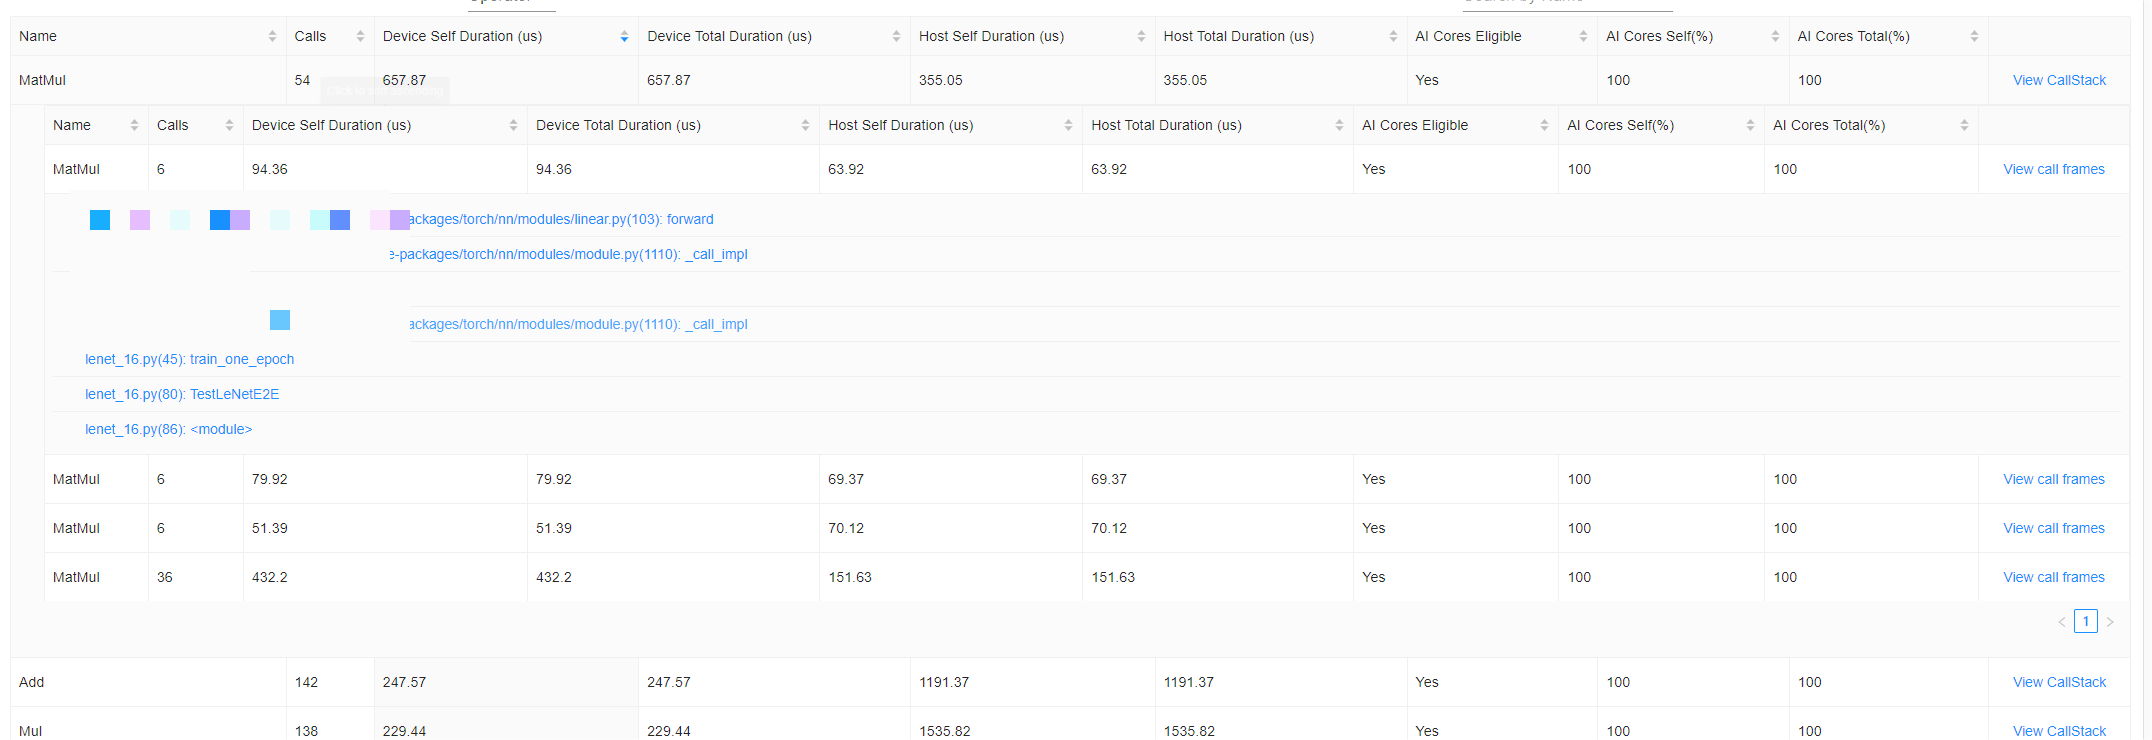 Name Calls Device Self Duration (us) Device Total Duration (us) Host Self Duration (us) Host Total Duration (us) AI Cores Eligible AI Cores Self(%) AI Cores Total(%)
MatMul 54 657.87 657.87 355.05 355.05 Yes 100 100 View CallStack
Name Calls Device Self Duration (us) Device Total Duration (us) Host Self Duration (us) Host Total Duration (us) AI Cores Eligible AI Cores Self(%) AI Cores Total(%)
MatMul 6 94.36 94.36 63.92 63.92 Yes 100 100 View call frames
ackages/torch/nn/modules/linear.py(103): forward
e-packages/torch/nn/modules/module.py(1110): _call_impl
ackages/torch/nn/modules/module.py(1110): _call_impl
lenet_16.py(45): train_one_epoch
lenet_16.py(80): TestLeNetE2E
lenet_16.py(86): <module>
MatMul 6 79.92 79.92 69.37 69.37 Yes 100 100 View call frames
MatMul 6 51.39 51.39 70.12 70.12 Yes 100 100 View call frames
MatMul 36 432.2 432.2 151.63 151.63 Yes 100 100 View call frames
1
Add 142 247.57 247.57 1191.37 1191.37 Yes 100 100 View CallStack
Mul 138 229.44 229.44 1535.82 1535.82 Yes 100 100 View CallStack